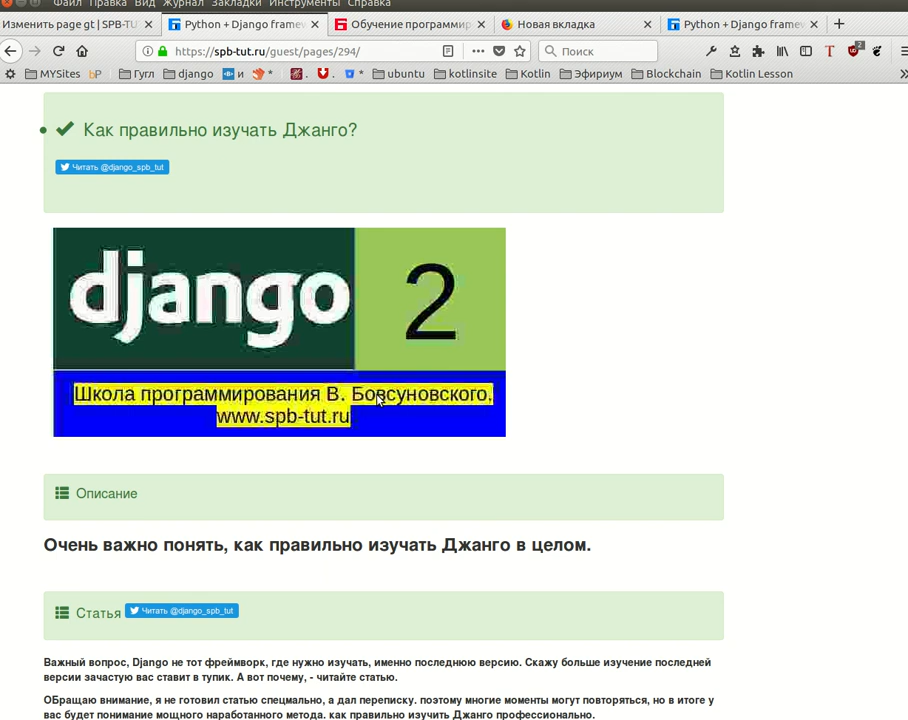 Файл Правка Вид Журнал Закладки Инструменты Справка
Изменить page gt | SPB-TU
Python + Django framew
Обучение программир
Новая вкладка
Python + Django framew
https://spb-tut.ru/guest/pages/294/
Поиск
MYSites
Гугл
django
и
*
*
ubuntu
kotlinsite
Kotlin
Эфириум
Blockchain
Kotlin Lesson
Как правильно изучать Джанго?
Читать @django_spb_tut
django 2
Школа программирования В. Бовсуновского.
www.spb-tut.ru
Описание
Очень важно понять, как правильно изучать Джанго в целом.
Статья Читать @django_spb_tut
Важный вопрос, Django не тот фреймворк, где нужно изучать, именно последнюю версию. Скажу больше изучение последней
версии зачастую вас ставит в тупик. А вот почему, - читайте статью.
ОБращаю внимание, я не готовил статью спецмально, а дал переписку. поэтому многие моменты могут повторяться, но в итоге у
вас будет понимание мощного наработанного метода. как правильно изучить Джанго профессионально.